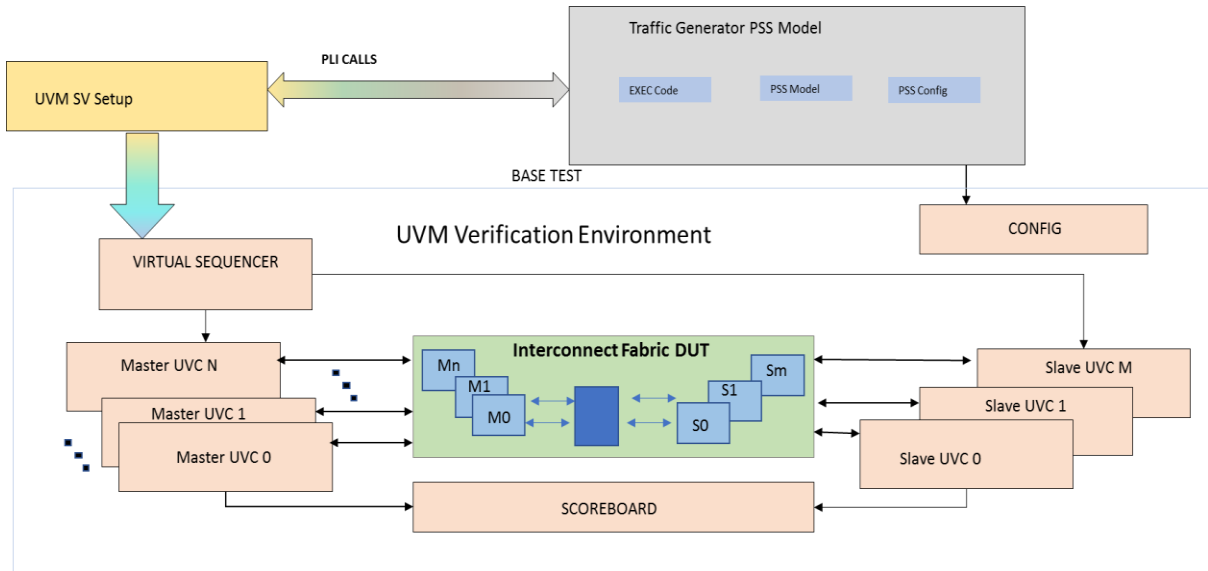 Traffic Generator PSS Model
PLI CALLS
EXEC Code
PSS Model
PSS Config
UVM SV Setup
BASE TEST
UVM Verification Environment
CONFIG
VIRTUAL SEQUENCER
Interconnect Fabric DUT
Master UVC N
Mn
Sm
Slave UVC M
M1
S1
Master UVC 1
M0
S0
Slave UVC 1
Master UVC 0
Slave UVC 0
SCOREBOARD